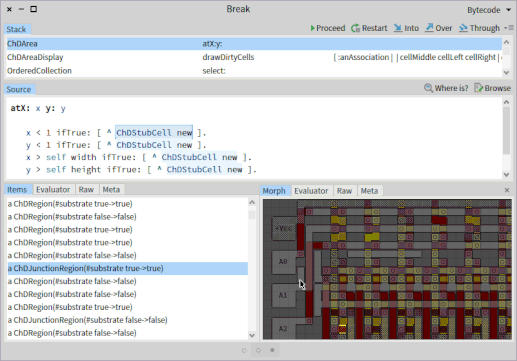 Break
Bytecode
Stack
Proceed Restart Into Over Through
ChDArea atX:y:
ChDAreaDisplay drawDirtyCells [ :anAssociation | | cellMiddle cellLeft cellRight | c
OrderedCollection select:
Source
Where is? Browse
atX: x y: y
x < 1 ifTrue: [ ^ ChDStubCell new ].
y < 1 ifTrue: [ ^ ChDStubCell new ].
x > self width ifTrue: [ ^ ChDStubCell new ].
y > self height ifTrue: [ ^ ChDStubCell new ].
Items Evaluator Raw Meta
a ChDRegion(#substrate true->true)
a ChDRegion(#substrate false->false)
a ChDRegion(#substrate true->true)
a ChDRegion(#substrate true->true)
a ChDRegion(#substrate false->false)
a ChDJunctionRegion(#substrate true->true)
a ChDRegion(#substrate false->false)
a ChDRegion(#substrate false->false)
a ChDRegion(#substrate true->true)
a ChDJunctionRegion(#substrate false->false)
a ChDRegion(#substrate false->false)
Morph Evaluator Raw Meta
+Vcc
A0
A1
A2